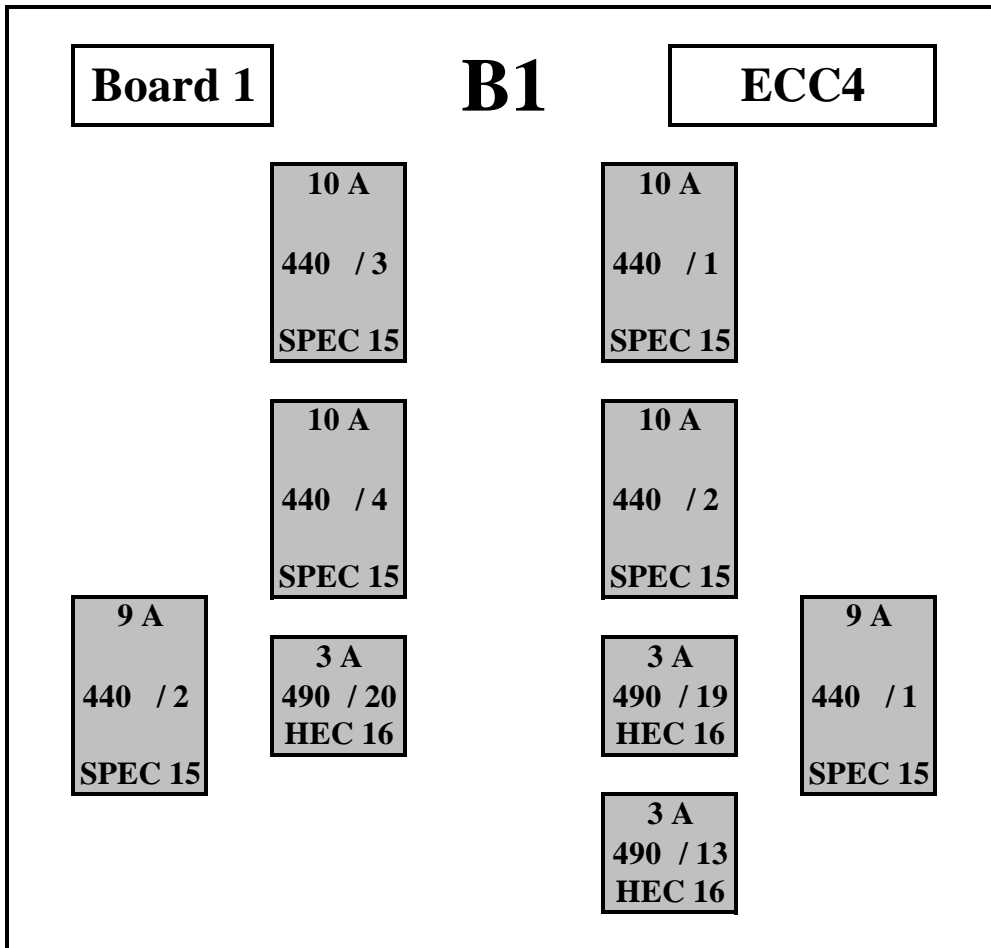 Board 1
B1
ECC4
10 A
440 / 3
SPEC 15
10 A
440 / 1
SPEC 15
10 A
440 / 4
SPEC 15
10 A
440 / 2
SPEC 15
9 A
440 / 2
SPEC 15
3 A
490 / 20
HEC 16
3 A
490 / 19
HEC 16
9 A
440 / 1
SPEC 15
3 A
490 / 13
HEC 16